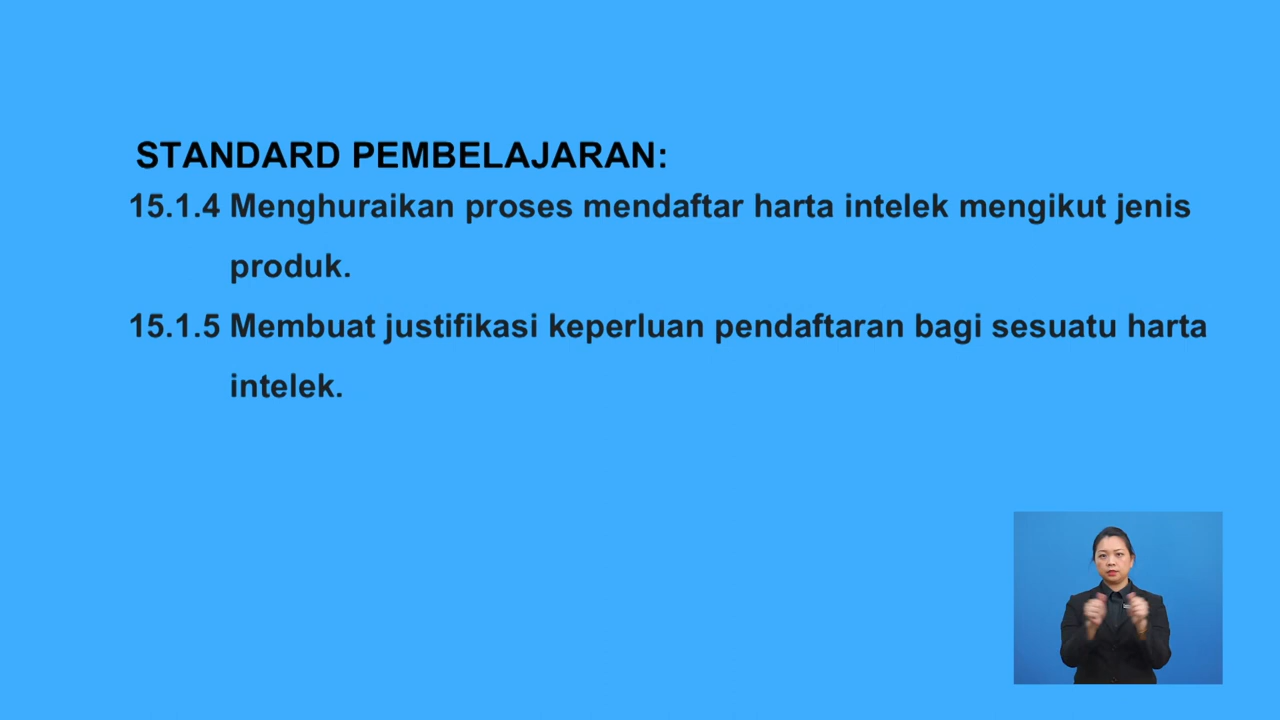 STANDARD PEMBELAJARAN:
15.1.4 Menghuraikan proses mendaftar harta intelek mengikut jenis
produk.
15.1.5 Membuat justifikasi keperluan pendaftaran bagi sesuatu harta
intelek.